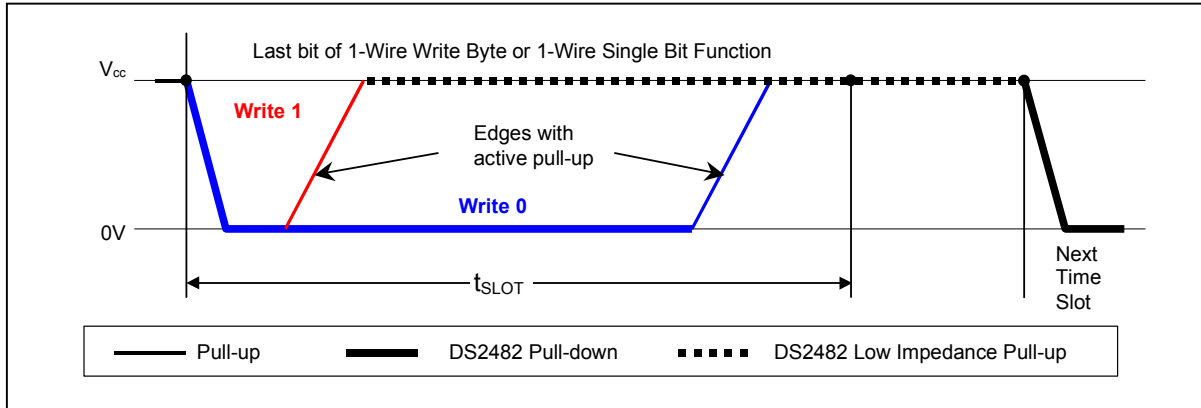 Last bit of 1-Wire Write Byte or 1-Wire Single Bit Function
Vcc
Write 1
Edges with
active pull-up
Write 0
0V
tSLOT
Next
Time
Slot
Pull-up
DS2482 Pull-down
DS2482 Low Impedance Pull-up